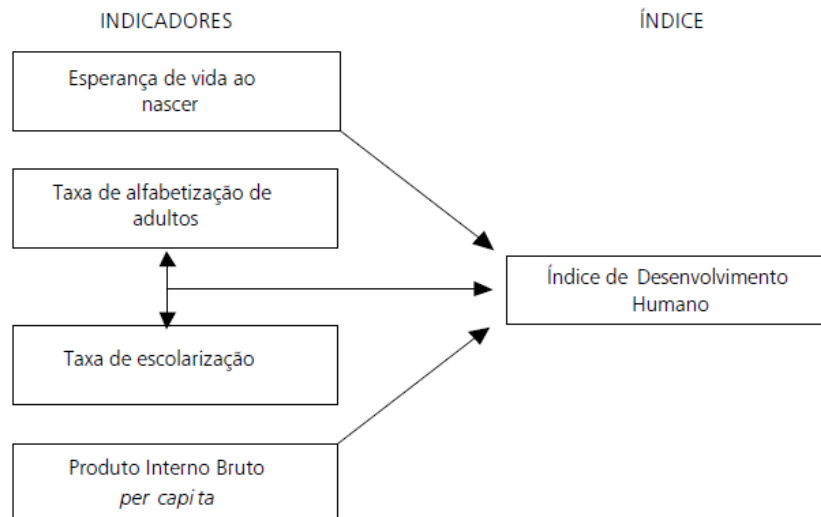 INDICADORES
ÍNDICE
Esperança de vida ao
nascer
Taxa de alfabetização de
adultos
Taxa de escolarização
Produto Interno Bruto
per capita
Índice de Desenvolvimento
Humano